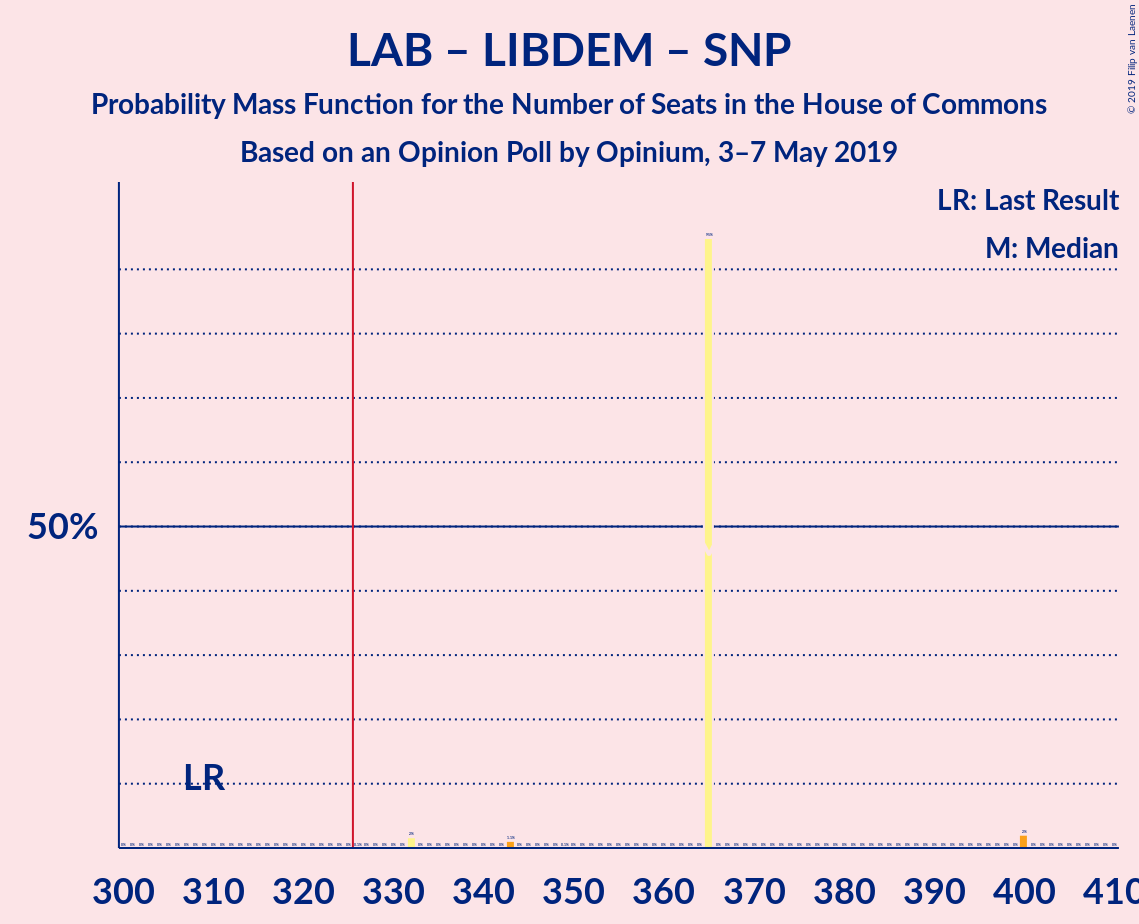 LAB – LIBDEM – SNP
Probability Mass Function for the Number of Seats in the House of Commons
Based on an Opinion Poll by Opinium, 3–7 May 2019
© 2019 Filip van Laenen
LR: Last Result
M: Median
50%
LR
300 310 320 330 340 350 360 370 380 390 400 410